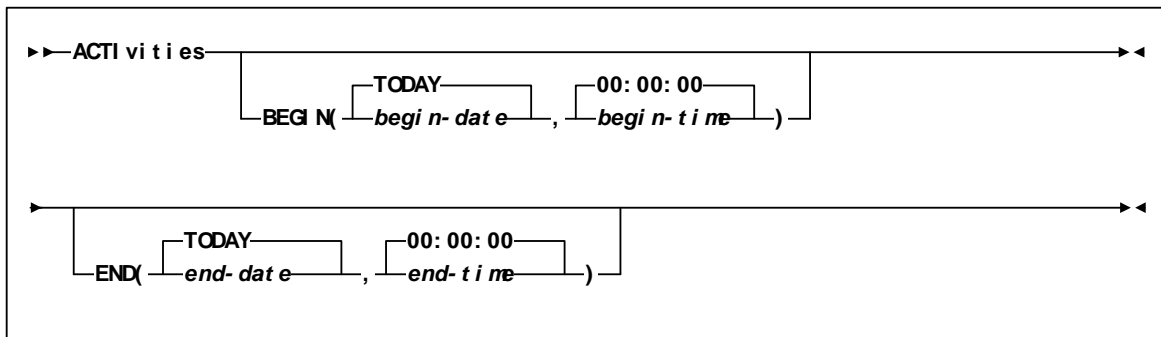 ACTIvities
TODAY 00:00:00
BEGIN( begin-date , begin-time )
TODAY 00:00:00
END( end-date , end-time )